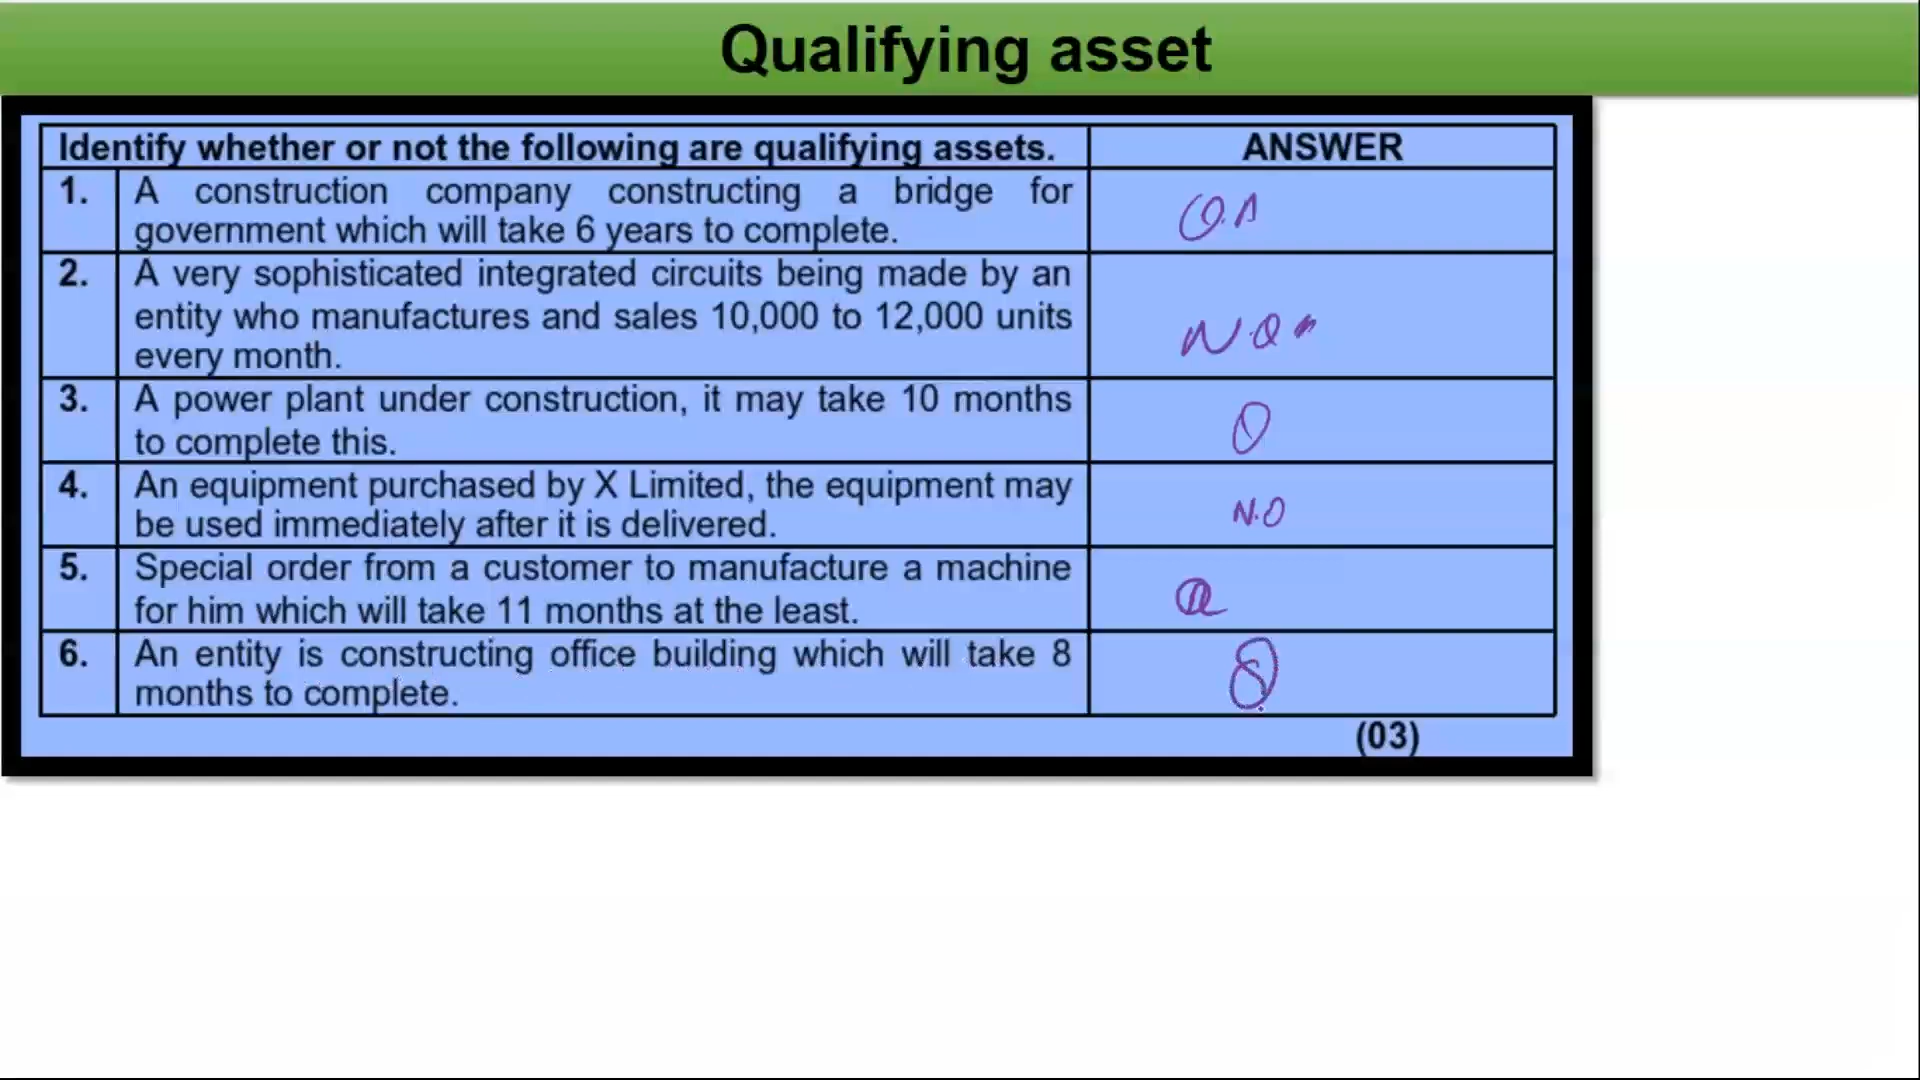 Qualifying asset
Identify whether or not the following are qualifying assets. ANSWER
1. A construction company constructing a bridge for
government which will take 6 years to complete.
Q.A
2. A very sophisticated integrated circuits being made by an
entity who manufactures and sales 10,000 to 12,000 units
every month.
N.Q
3. A power plant under construction, it may take 10 months
to complete this.
Q
4. An equipment purchased by X Limited, the equipment may
be used immediately after it is delivered.
N.Q
5. Special order from a customer to manufacture a machine
for him which will take 11 months at the least.
6. An entity is constructing office building which will take 8
months to complete.
(03)